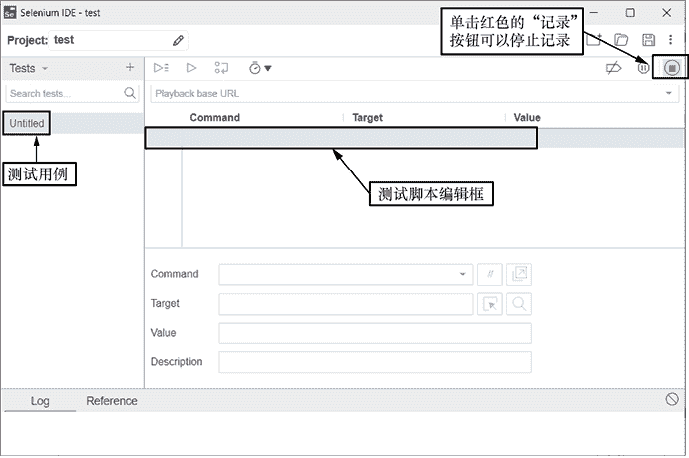 Se Selenium IDE - test
单击红色的“记录”
按钮可以停止记录
Project: test
Tests
Search tests...
Playback base URL
Untitled
Command Target Value
测试用例
测试脚本编辑框
Command
//
Target
Value
Description
Log Reference